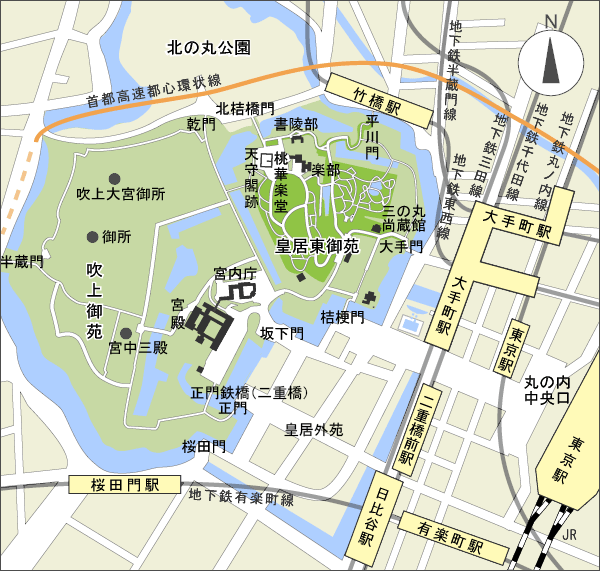 北の丸公園
N
首都高速都心環状線
地下鉄半蔵門線
竹橋駅
地下鉄三田線
地下鉄千代田線
地下鉄丸ノ内線
地下鉄東西線
北桔橋門
乾門
書陵部
平川門
天守閣跡
桃華楽堂
楽部
吹上大宮御所
三の丸
尚蔵館
大手町駅
御所
皇居東御苑
大手門
半蔵門
吹上御苑
宮内庁
宮殿
大手町駅
桔梗門
坂下門
東京駅
宮中三殿
丸の内
中央口
正門鉄橋(二重橋)
正門
二重橋前駅
皇居外苑
桜田門
東京駅
桜田門駅
地下鉄有楽町線
日比谷駅
有楽町駅
JR